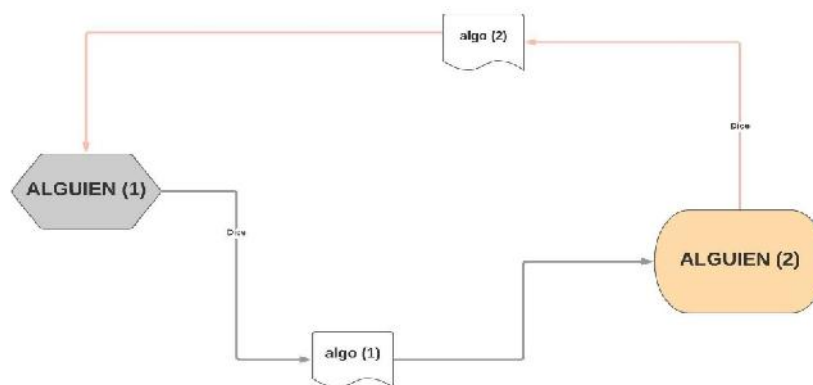 algo (2)
Dice
ALGUIEN (1)
Dice
ALGUIEN (2)
algo (1)